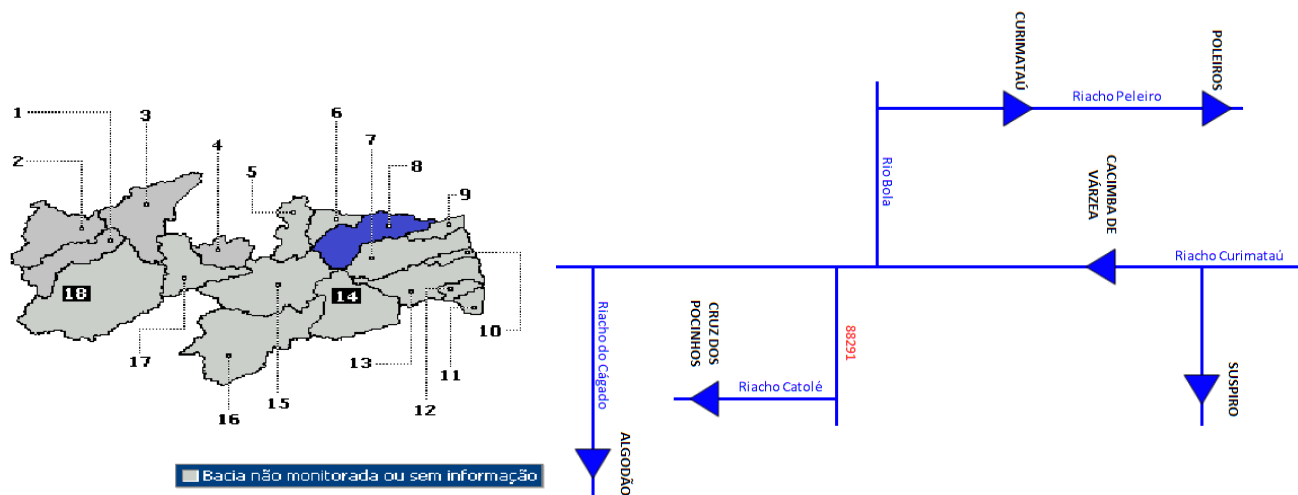 1
2
3
4
5
6
7
8
9
10
11
12
13
14
15
16
17
18
Bacia não monitorada ou sem informação
CURIMATAÚ
POLEIROS
Riacho Peleiro
Rio Bola
CACIMBA DE
VÁRZEA
Riacho Curimataú
Riacho do Cágado
CRUZ DOS
POCINHOS
88291
Riacho Catolé
SUSPIRO
ALGODÃO